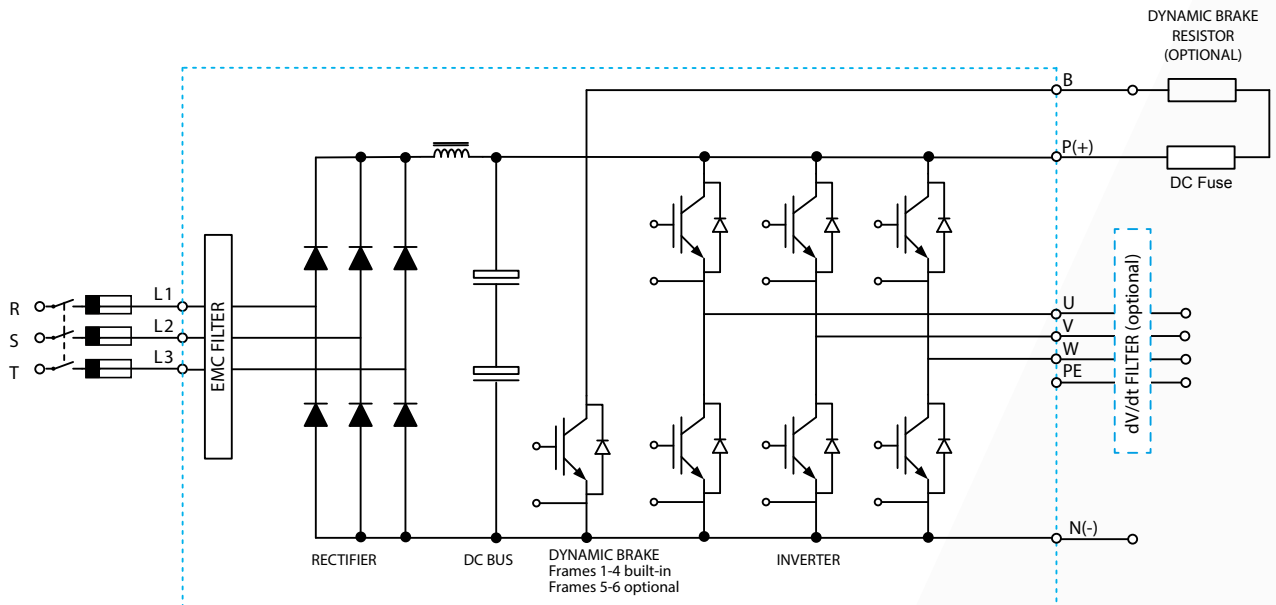 DYNAMIC BRAKE
RESISTOR
(OPTIONAL)
B
P(+)
DC Fuse
R
S
T
L1
L2
L3
EMC FILTER
U
V
W
PE
dV/dt FILTER (optional)
N(-)
RECTIFIER
DC BUS
DYNAMIC BRAKE
Frames 1-4 built-in
Frames 5-6 optional
INVERTER